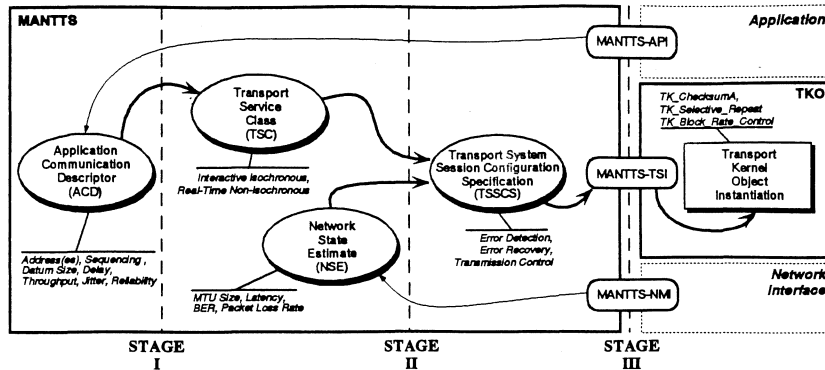 MANTTS
Application
MANTTS-API
TKO
TK_ChecksumA,
TK_Selective_Repeat
TK_Block_Rate_Control
Transport
Service
Class
(TSC)
Interactive Isochronous,
Real-Time Non-Isochronous
Application
Communication
Descriptor
(ACD)
Address(es), Sequencing ,
Datum Size, Delay,
Throughput, Jitter, Reliability
Transport System
Session Configuration
Specification
(TSSCS)
Error Detection,
Error Recovery,
Transmission Control
MANTTS-TSI
Transport
Kernel
Object
Instantiation
Network
State
Estimate
(NSE)
MTU Size, Latency,
BER, Packet Loss Rate
MANTTS-NMI
Network
Interface
STAGE
I
STAGE
II
STAGE
III